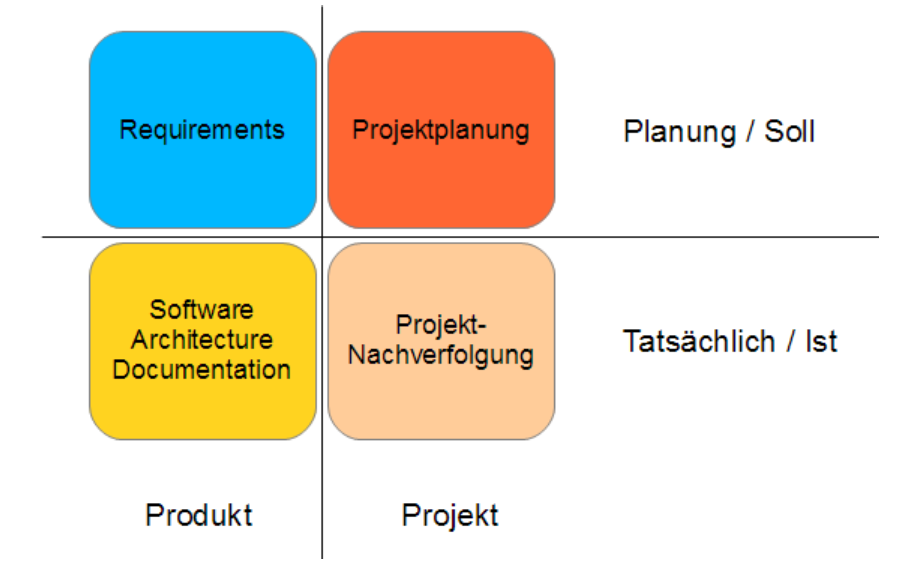 Requirements
Projektplanung
Planung / Soll
Software
Architecture
Documentation
Projekt-
Nachverfolgung
Tatsächlich / Ist
Produkt
Projekt